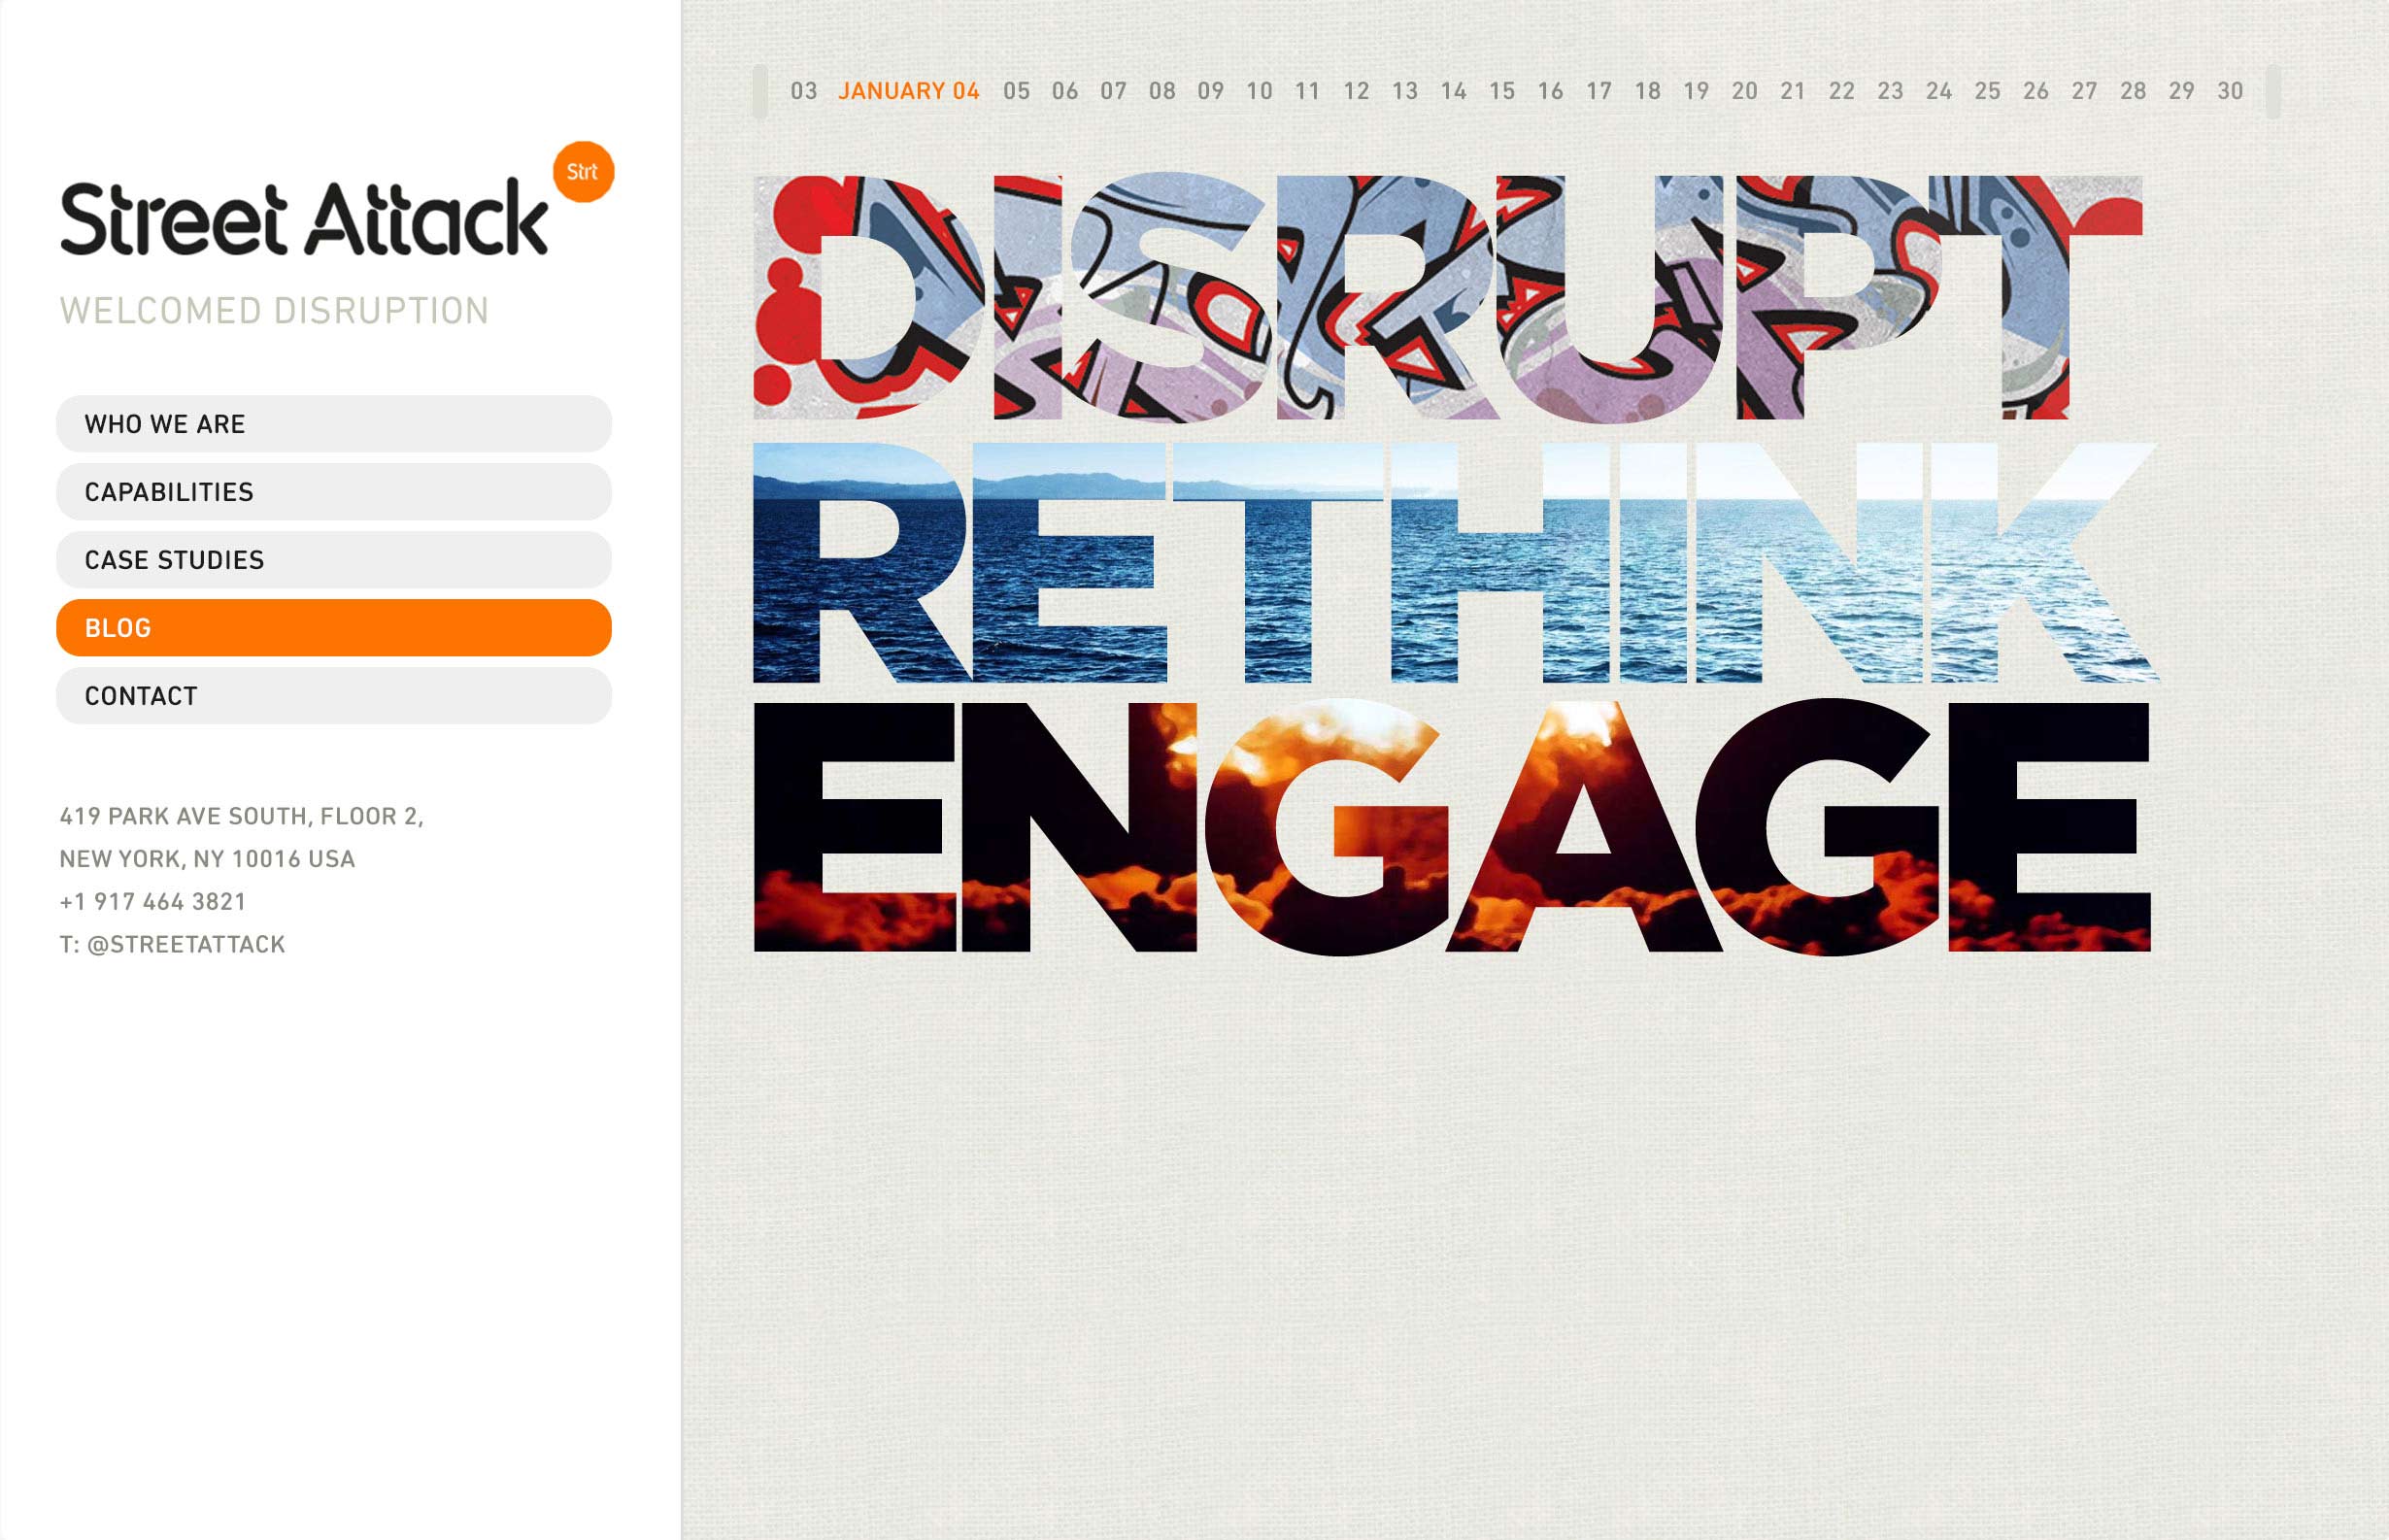 Street Attack
Strt
WELCOMED DISRUPTION
WHO WE ARE
CAPABILITIES
CASE STUDIES
BLOG
CONTACT
419 PARK AVE SOUTH, FLOOR 2,
NEW YORK, NY 10016 USA
+1 917 464 3821
T: @STREETATTACK
03 JANUARY 04 05 06 07 08 09 10 11 12 13 14 15 16 17 18 19 20 21 22 23 24 25 26 27 28 29 30
DISRUPT
RETHINK
ENGAGE